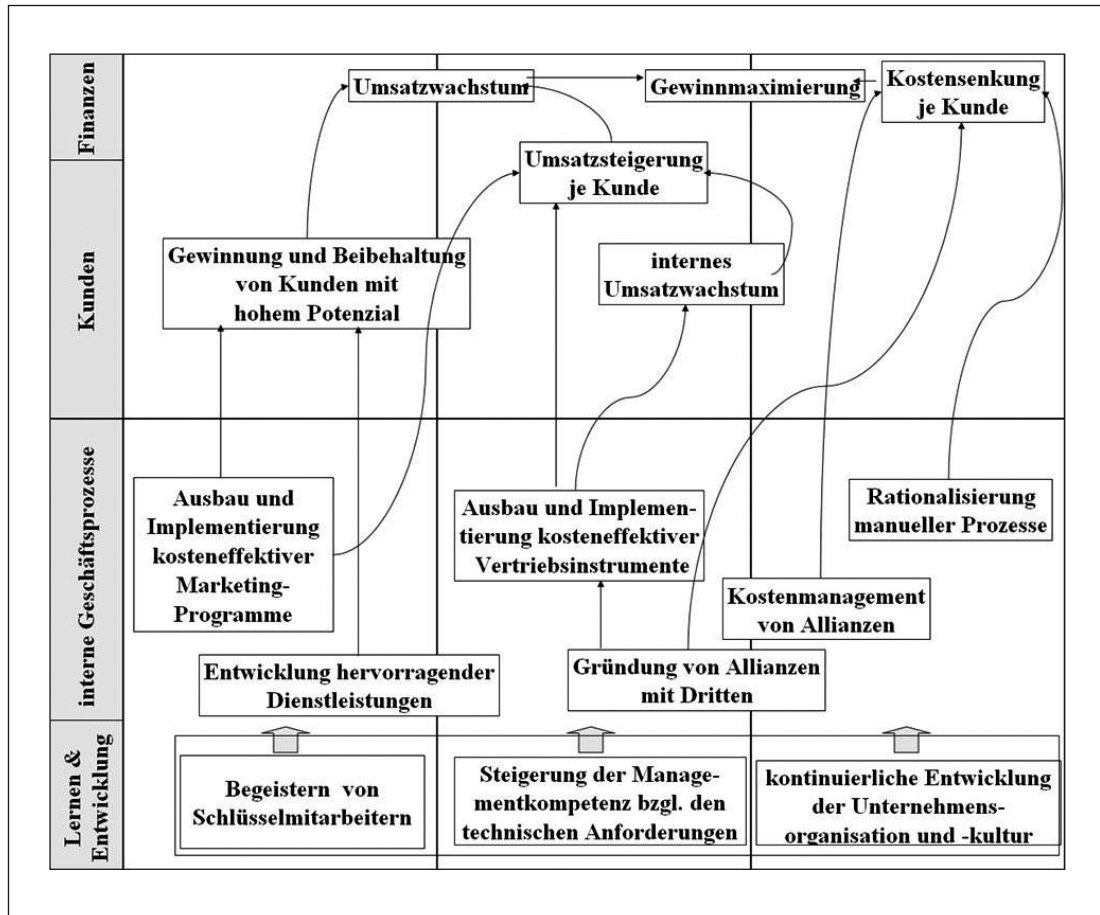 Finanzen
Umsatzwachstum
Gewinnmaximierung
Kostensenkung
je Kunde
Kunden
Umsatzsteigerung
je Kunde
Gewinnung und Beibehaltung
von Kunden mit
hohem Potenzial
internes
Umsatzwachstum
interne Geschäftsprozesse
Ausbau und
Implementierung
kosteneffektiver
Marketing-
Programme
Ausbau und Implemen-
tierung kosteneffektiver
Vertriebsinstrumente
Rationalisierung
manueller Prozesse
Kostenmanagement
von Allianzen
Entwicklung hervorragender
Dienstleistungen
Gründung von Allianzen
mit Dritten
Lernen &
Entwicklung
Begeistern von
Schlüsselmitarbeitern
Steigerung der Manage-
mentkompetenz bzgl. den
technischen Anforderungen
kontinuierliche Entwicklung
der Unternehmens-
organisation und -kultur